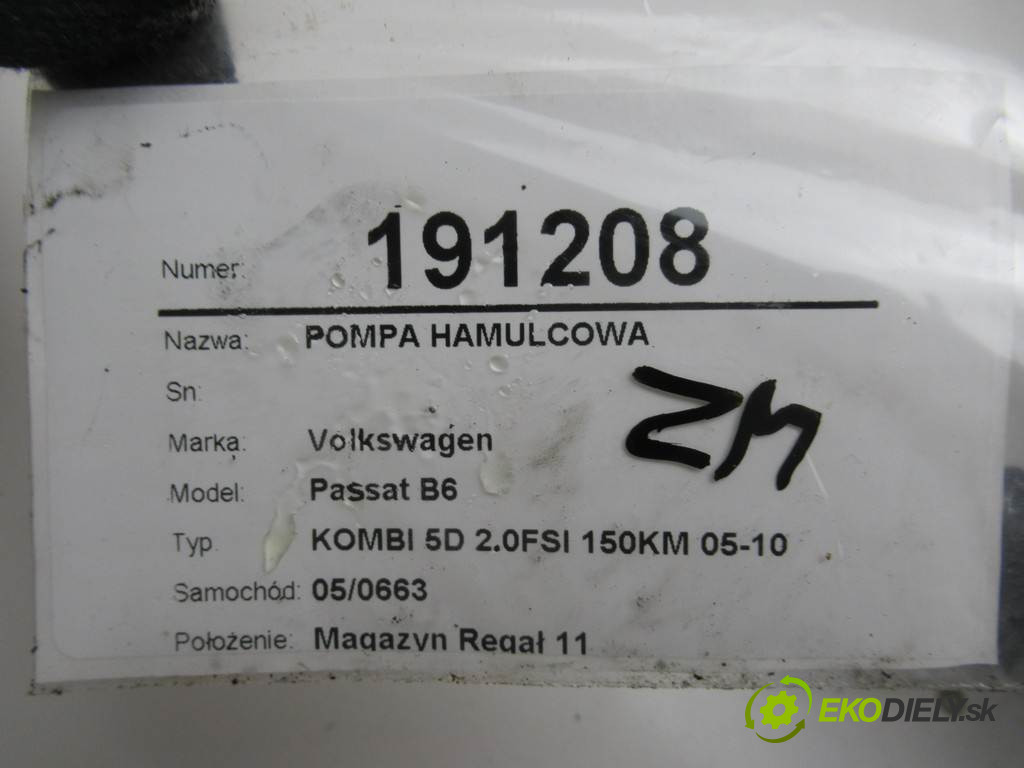 Numer: 191208
Nazwa: POMPA HAMULCOWA
Sn:
Marka: Volkswagen
ZM
Model: Passat B6
Typ. KOMBI 5D 2.0FSI 150KM 05-10
Samochód: 05/0663
Położenie: Magazyn Regał 11
EKODIELY.sk